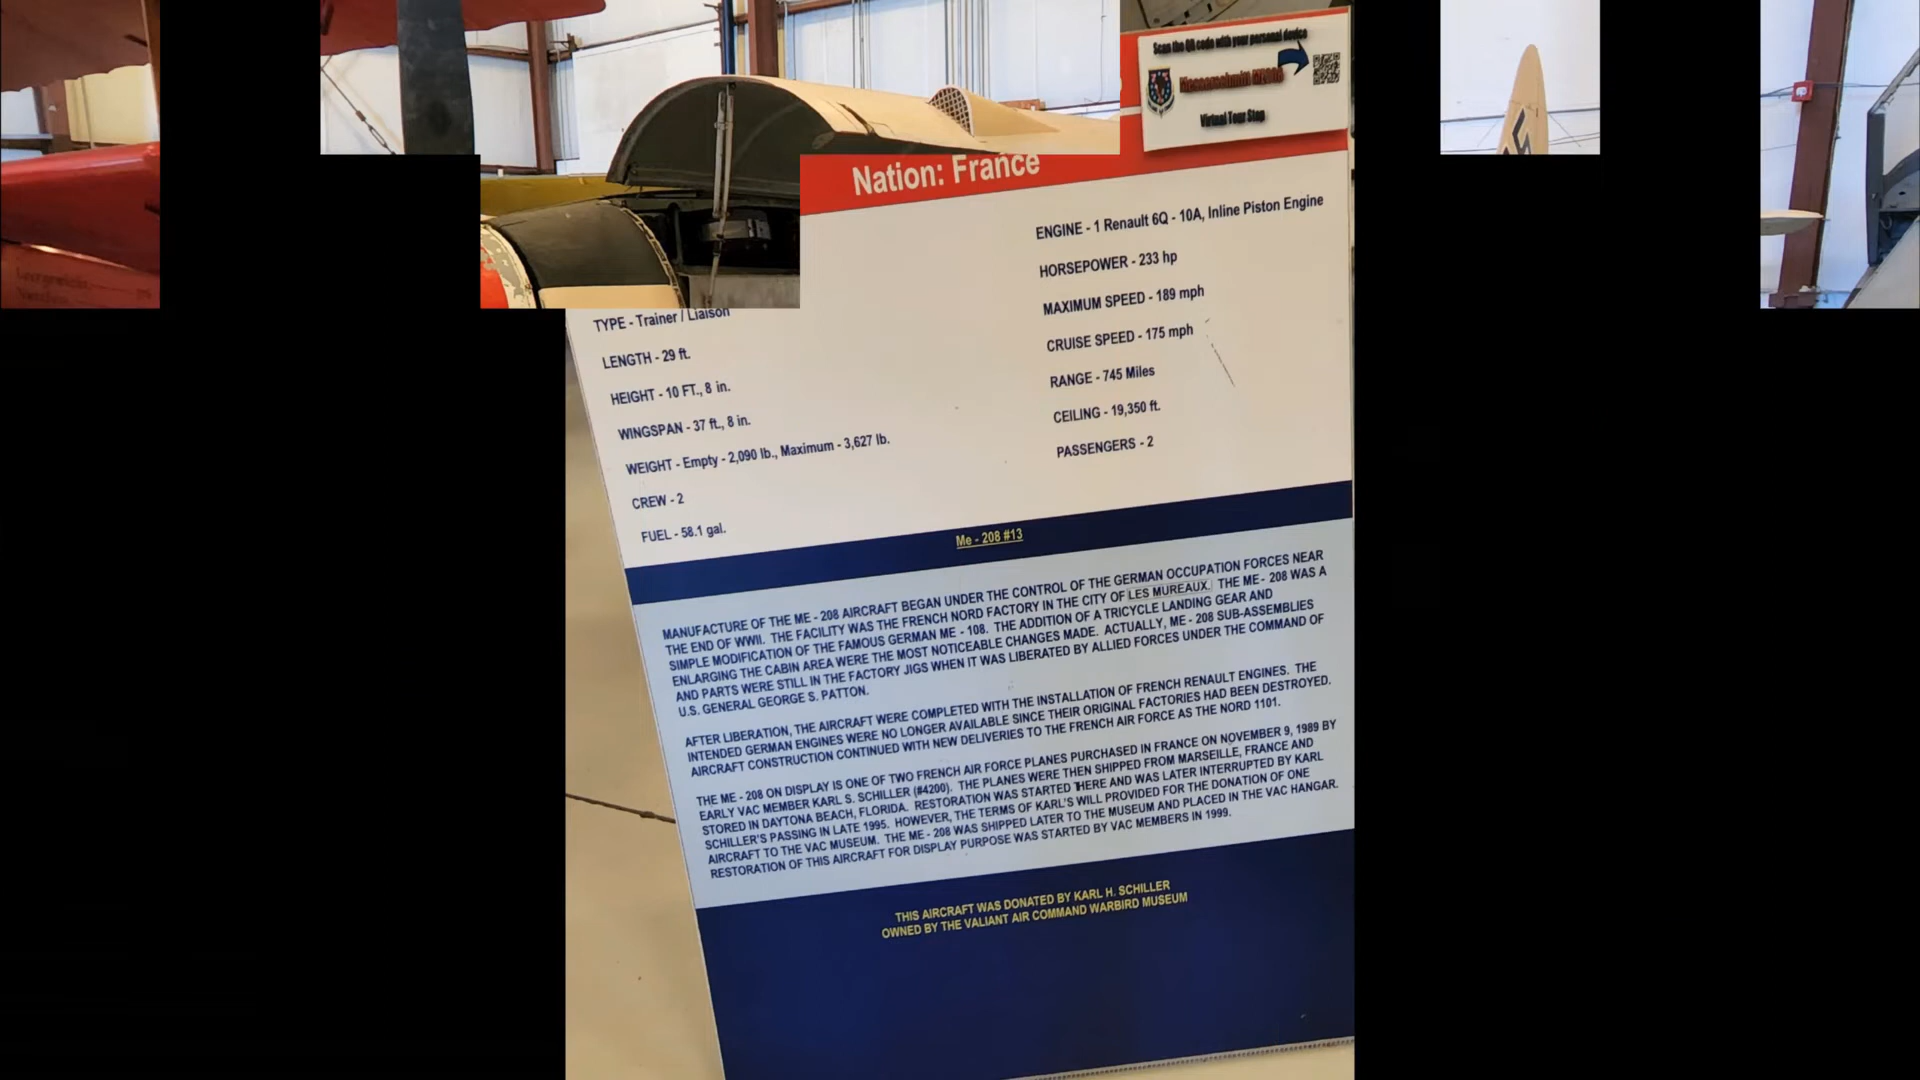 Scan the QR code with your personal device
Messerschmitt ME208
Virtual Tour Stop
Nation: France
TYPE - Trainer / Liaison
LENGTH - 29 ft.
HEIGHT - 10 FT., 8 in.
WINGSPAN - 37 ft., 8 in.
WEIGHT - Empty - 2,090 lb., Maximum - 3,627 lb.
CREW - 2
FUEL - 58.1 gal.
ENGINE - 1 Renault 6Q - 10A, Inline Piston Engine
HORSEPOWER - 233 hp
MAXIMUM SPEED - 189 mph
CRUISE SPEED - 175 mph
RANGE - 745 Miles
CEILING - 19,350 ft.
PASSENGERS - 2
Me - 208 #13
MANUFACTURE OF THE ME - 208 AIRCRAFT BEGAN UNDER THE CONTROL OF THE GERMAN OCCUPATION FORCES NEAR
THE END OF WWII. THE FACILITY WAS THE FRENCH NORD FACTORY IN THE CITY OF LES MUREAUX. THE ME - 208 WAS A
SIMPLE MODIFICATION OF THE FAMOUS GERMAN ME - 108. THE ADDITION OF A TRICYCLE LANDING GEAR AND
ENLARGING THE CABIN AREA WERE THE MOST NOTICEABLE CHANGES MADE. ACTUALLY, ME - 208 SUB-ASSEMBLIES
AND PARTS WERE STILL IN THE FACTORY JIGS WHEN IT WAS LIBERATED BY ALLIED FORCES UNDER THE COMMAND OF
U.S. GENERAL GEORGE S. PATTON.
AFTER LIBERATION, THE AIRCRAFT WERE COMPLETED WITH THE INSTALLATION OF FRENCH RENAULT ENGINES. THE
INTENDED GERMAN ENGINES WERE NO LONGER AVAILABLE SINCE THEIR ORIGINAL FACTORIES HAD BEEN DESTROYED.
AIRCRAFT CONSTRUCTION CONTINUED WITH NEW DELIVERIES TO THE FRENCH AIR FORCE AS THE NORD 1101.
THE ME - 208 ON DISPLAY IS ONE OF TWO FRENCH AIR FORCE PLANES PURCHASED IN FRANCE ON NOVEMBER 9, 1989 BY
EARLY VAC MEMBER KARL S. SCHILLER (#4200). THE PLANES WERE THEN SHIPPED FROM MARSEILLE, FRANCE AND
STORED IN DAYTONA BEACH, FLORIDA. RESTORATION WAS STARTED THERE AND WAS LATER INTERRUPTED BY KARL
SCHILLER'S PASSING IN LATE 1995. HOWEVER, THE TERMS OF KARL'S WILL PROVIDED FOR THE DONATION OF ONE
AIRCRAFT TO THE VAC MUSEUM. THE ME - 208 WAS SHIPPED LATER TO THE MUSEUM AND PLACED IN THE VAC HANGAR.
RESTORATION OF THIS AIRCRAFT FOR DISPLAY PURPOSE WAS STARTED BY VAC MEMBERS IN 1999.
THIS AIRCRAFT WAS DONATED BY KARL H. SCHILLER
OWNED BY THE VALIANT AIR COMMAND WARBIRD MUSEUM